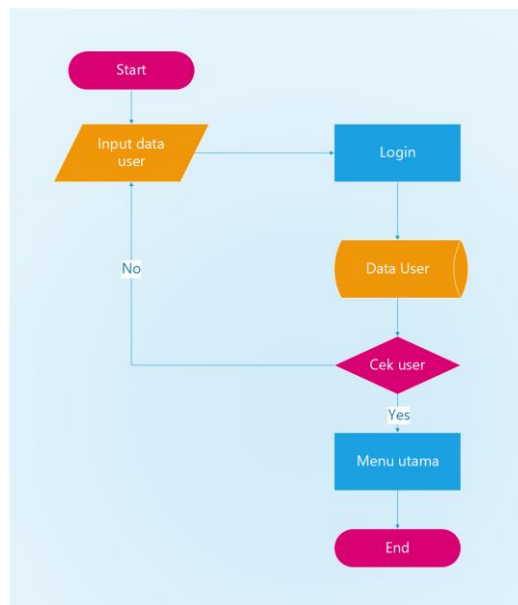 Start
Input data
user
Login
Data User
No
Cek user
Yes
Menu utama
End